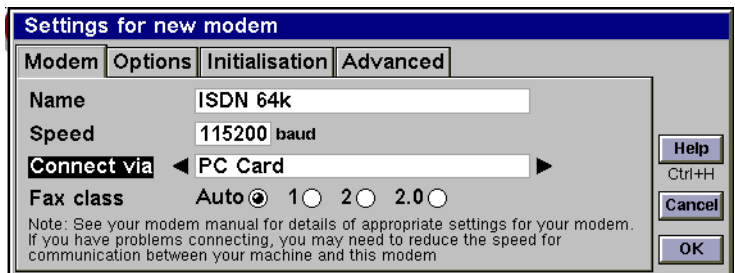 Settings for new modem
Modem Options Initialisation Advanced
Name ISDN 64k
Speed 115200 baud
Connect via PC Card
Fax class Auto 1 2 2.0
Note: See your modem manual for details of appropriate settings for your modem.
If you have problems connecting, you may need to reduce the speed for
communication between your machine and this modem
Help
Ctrl+H
Cancel
OK